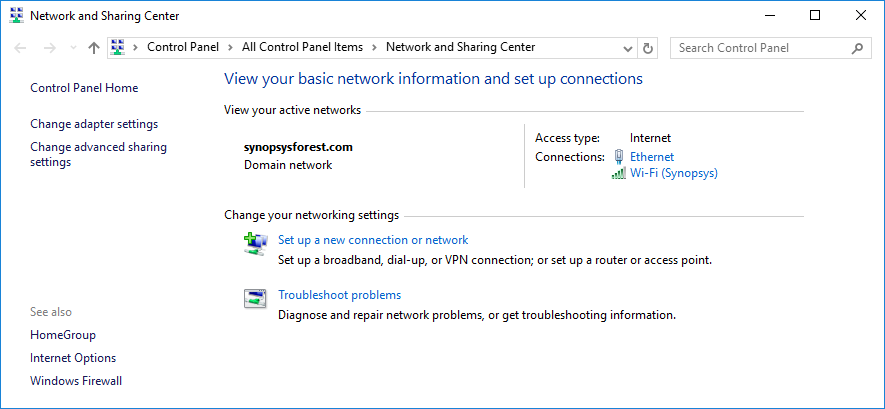 Network and Sharing Center
Control Panel > All Control Panel Items > Network and Sharing Center
Search Control Panel
Control Panel Home
Change adapter settings
Change advanced sharing
settings
View your basic network information and set up connections
View your active networks
synopsysforest.com
Domain network
Access type: Internet
Connections: Ethernet
Wi-Fi (Synopsys)
Change your networking settings
Set up a new connection or network
Set up a broadband, dial-up, or VPN connection; or set up a router or access point.
Troubleshoot problems
Diagnose and repair network problems, or get troubleshooting information.
See also
HomeGroup
Internet Options
Windows Firewall